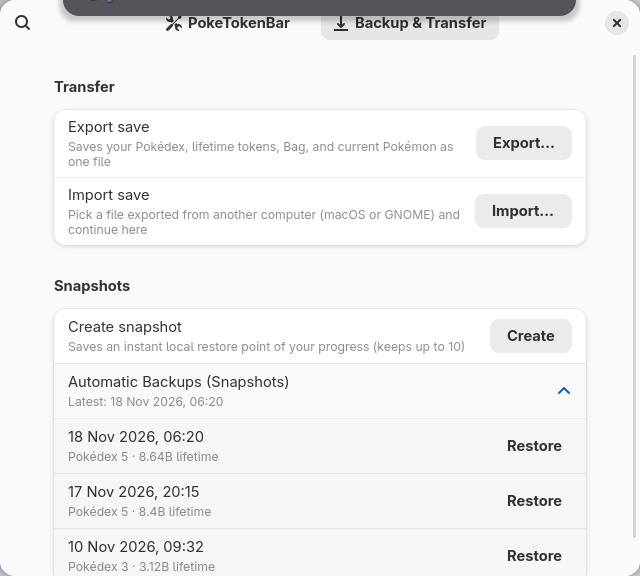 PokeTokenBar
Backup & Transfer
Transfer
Export save
Saves your Pokédex, lifetime tokens, Bag, and current Pokémon as
one file
Export…
Import save
Pick a file exported from another computer (macOS or GNOME) and
continue here
Import…
Snapshots
Create snapshot
Saves an instant local restore point of your progress (keeps up to 10)
Create
Automatic Backups (Snapshots)
Latest: 18 Nov 2026, 06:20
18 Nov 2026, 06:20
Pokédex 5 · 8.64B lifetime
Restore
17 Nov 2026, 20:15
Pokédex 5 · 8.4B lifetime
Restore
10 Nov 2026, 09:32
Pokédex 3 · 3.12B lifetime
Restore